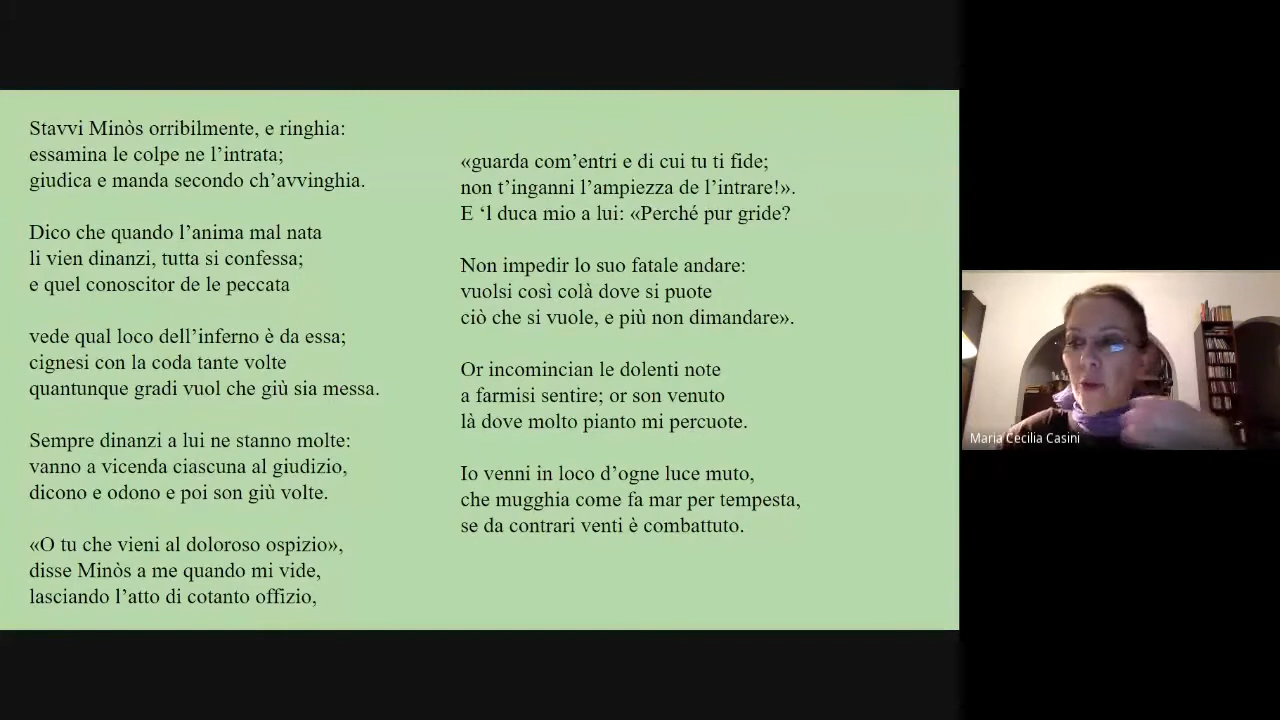 Stavvi Minòs orribilmente, e ringhia:
essamina le colpe ne l’intrata;
giudica e manda secondo ch’avvinghia.
Dico che quando l’anima mal nata
li vien dinanzi, tutta si confessa;
e quel conoscitor de le peccata
vede qual loco dell’inferno è da essa;
cignesi con la coda tante volte
quantunque gradi vuol che giù sia messa.
Sempre dinanzi a lui ne stanno molte:
vanno a vicenda ciascuna al giudizio,
dicono e odono e poi son giù volte.
«O tu che vieni al doloroso ospizio»,
disse Minòs a me quando mi vide,
lasciando l’atto di cotanto offizio,
«guarda com’entri e di cui tu ti fide;
non t’inganni l’ampiezza de l’intrare!».
E ‘l duca mio a lui: «Perché pur gride?
Non impedir lo suo fatale andare:
vuolsi così colà dove si puote
ciò che si vuole, e più non dimandare».
Or incomincian le dolenti note
a farmisi sentire; or son venuto
là dove molto pianto mi percuote.
Io venni in loco d’ogne luce muto,
che mugghia come fa mar per tempesta,
se da contrari venti è combattuto.
Maria Cecilia Casini